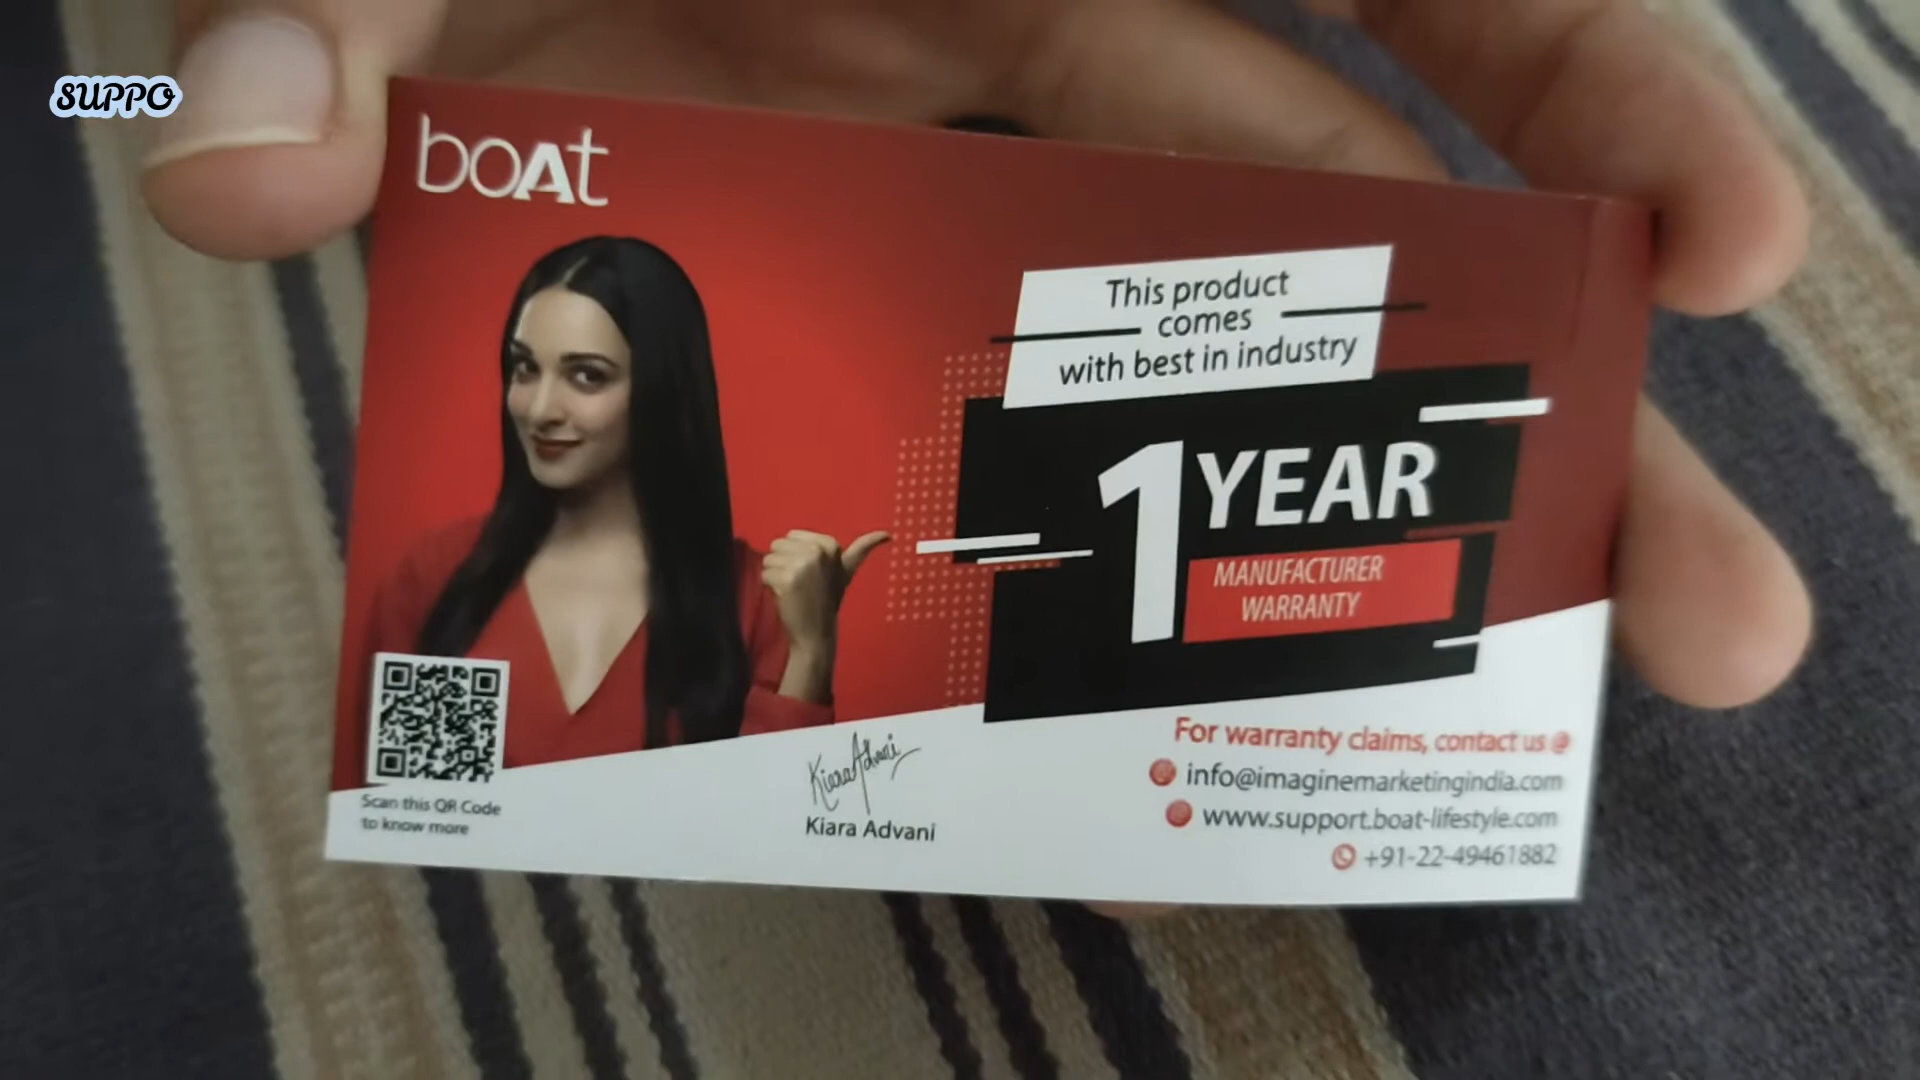 SUPPO
boAt
This product
comes
with best in industry
1 YEAR
MANUFACTURER
WARRANTY
For warranty claims, contact us @
info@imaginemarketingindia.com
www.support.boat-lifestyle.com
+91-22-49461882
Kiara Advani
Kiara Advani
Scan this QR Code
to know more